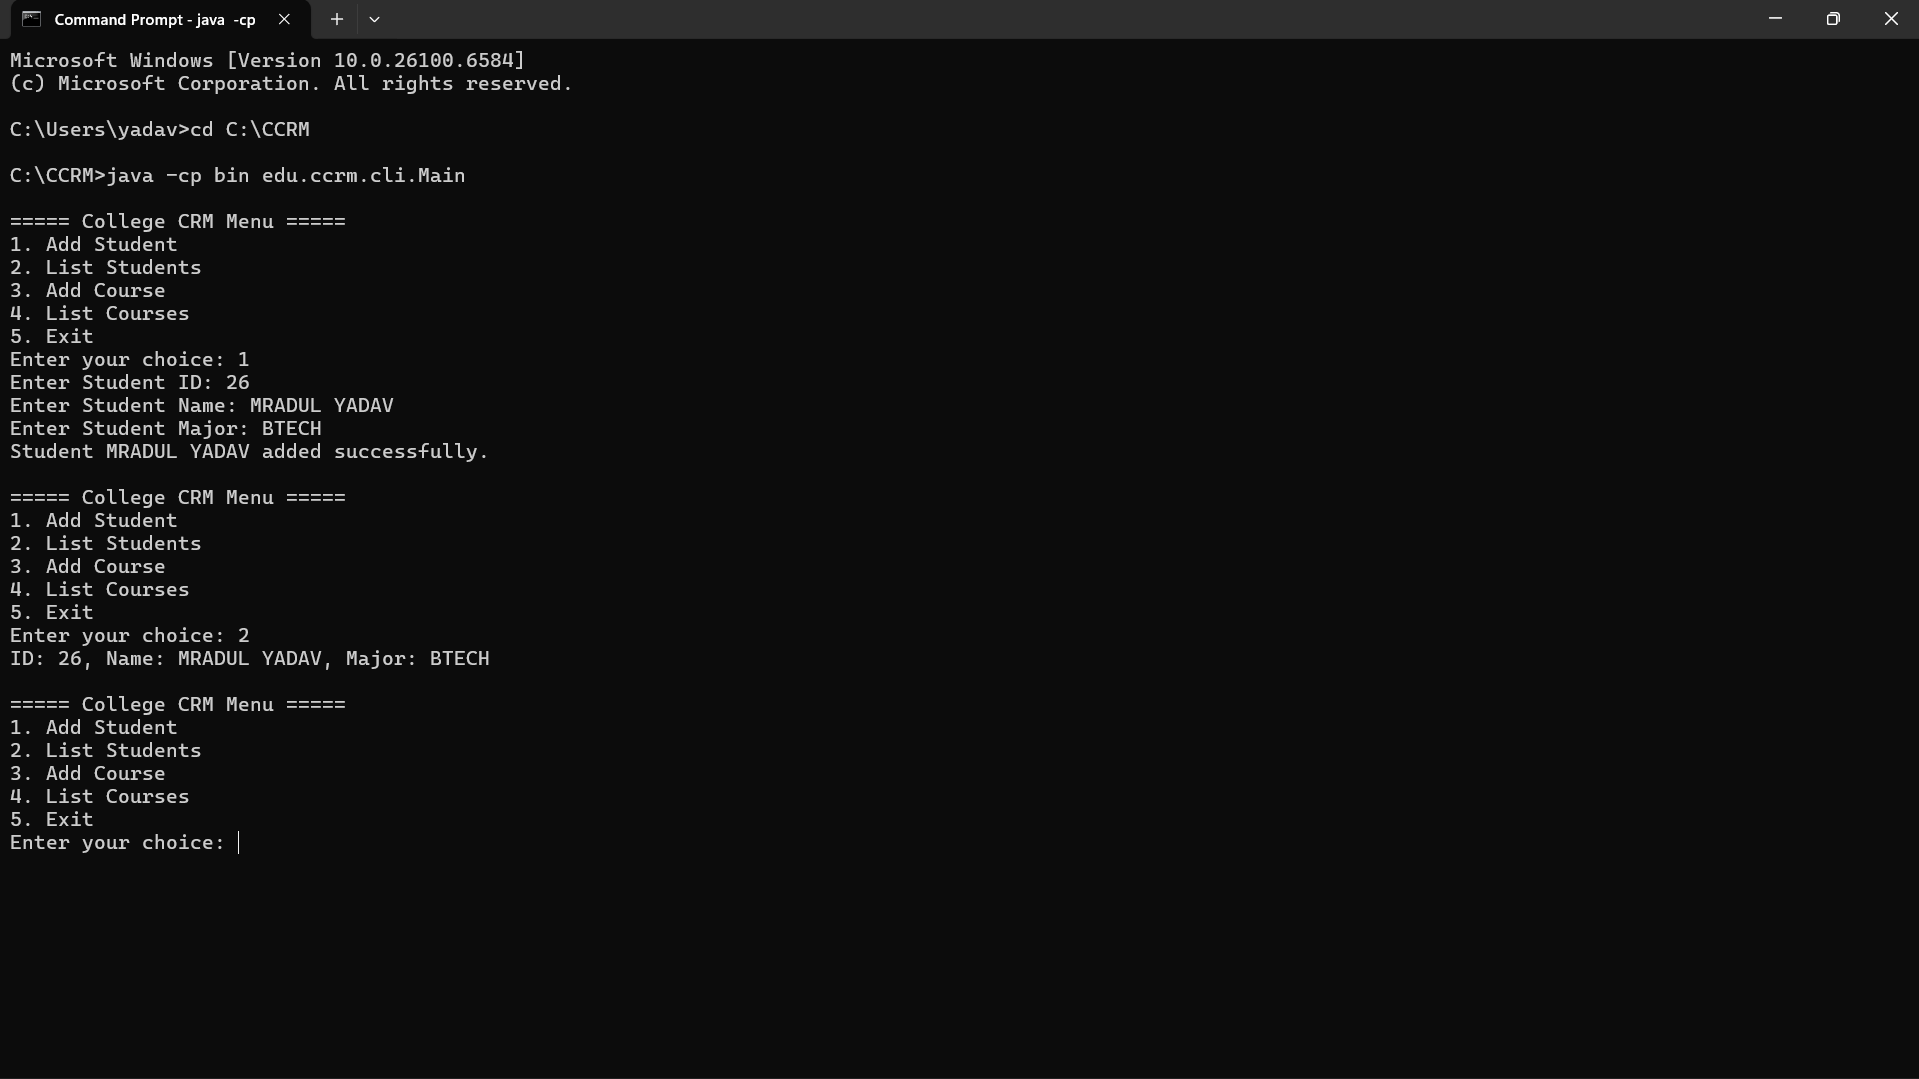 Command Prompt - java  -cp
Microsoft Windows [Version 10.0.26100.6584]
(c) Microsoft Corporation. All rights reserved.
C:\Users\yadav>cd C:\CCRM
C:\CCRM>java -cp bin edu.ccrm.cli.Main
===== College CRM Menu =====
1. Add Student
2. List Students
3. Add Course
4. List Courses
5. Exit
Enter your choice: 1
Enter Student ID: 26
Enter Student Name: MRADUL YADAV
Enter Student Major: BTECH
Student MRADUL YADAV added successfully.
===== College CRM Menu =====
1. Add Student
2. List Students
3. Add Course
4. List Courses
5. Exit
Enter your choice: 2
ID: 26, Name: MRADUL YADAV, Major: BTECH
===== College CRM Menu =====
1. Add Student
2. List Students
3. Add Course
4. List Courses
5. Exit
Enter your choice: